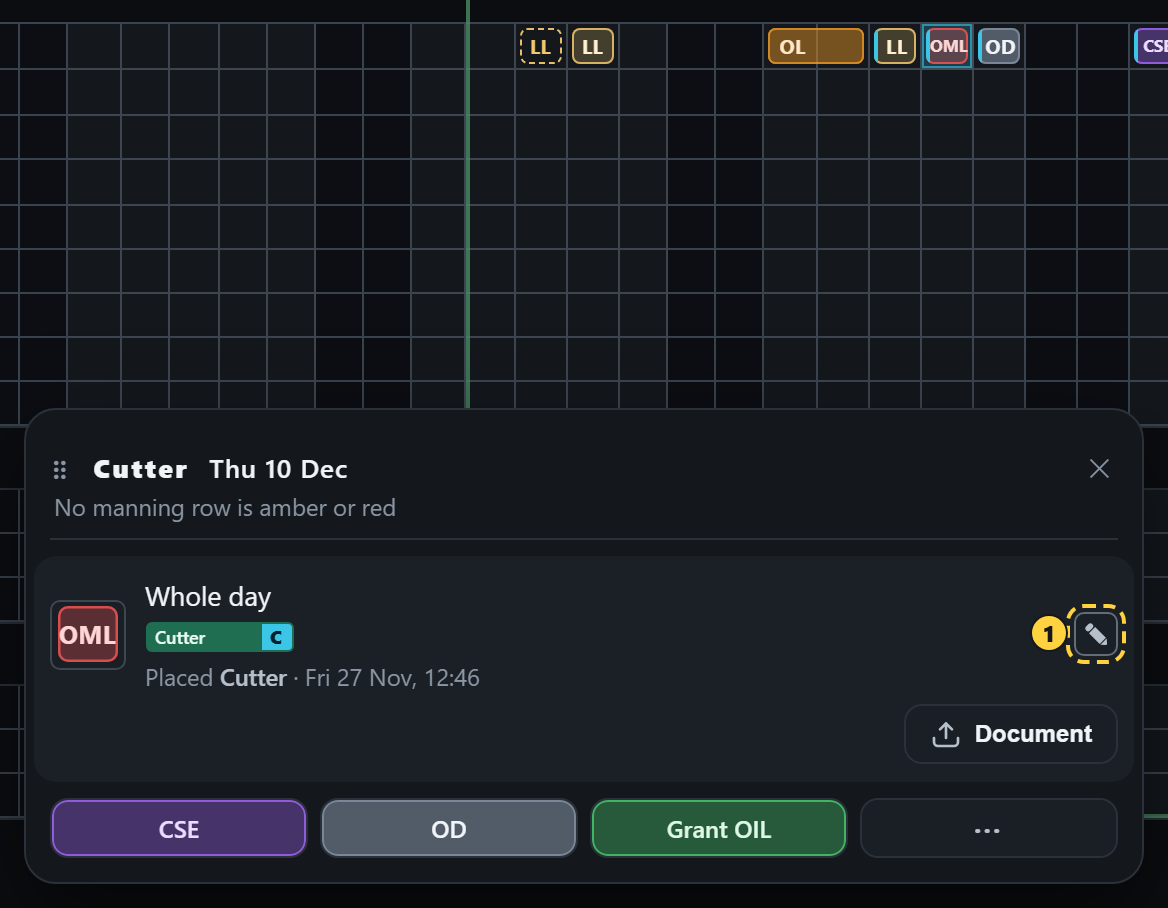 LL LL OL LL OML OD CSE
Cutter Thu 10 Dec
No manning row is amber or red
OML
Whole day
Cutter C
Placed Cutter · Fri 27 Nov, 12:46
1
Document
CSE OD Grant OIL ...